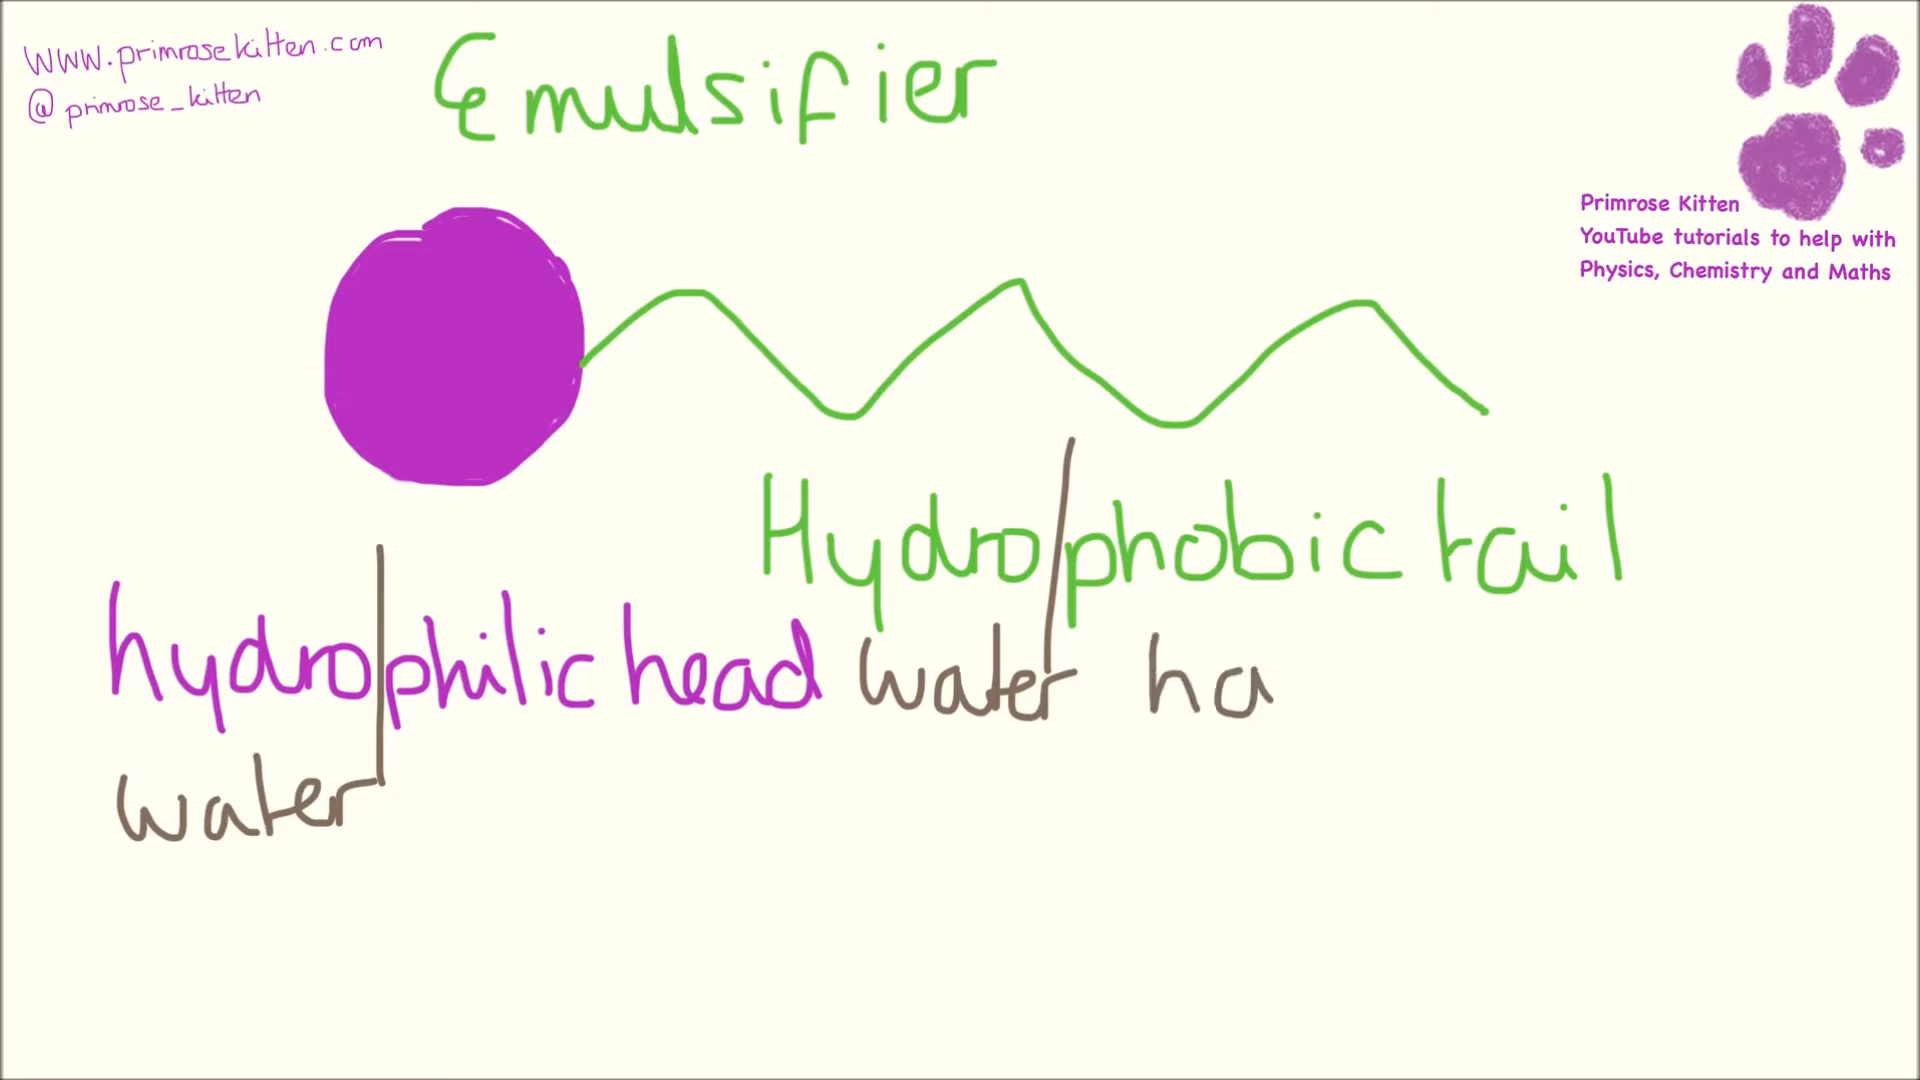 www.primrosekitten.com
@primrose_kitten
Emulsifier
Primrose Kitten
YouTube tutorials to help with
Physics, Chemistry and Maths
Hydrophobic tail
hydrophilic head
water ha
water